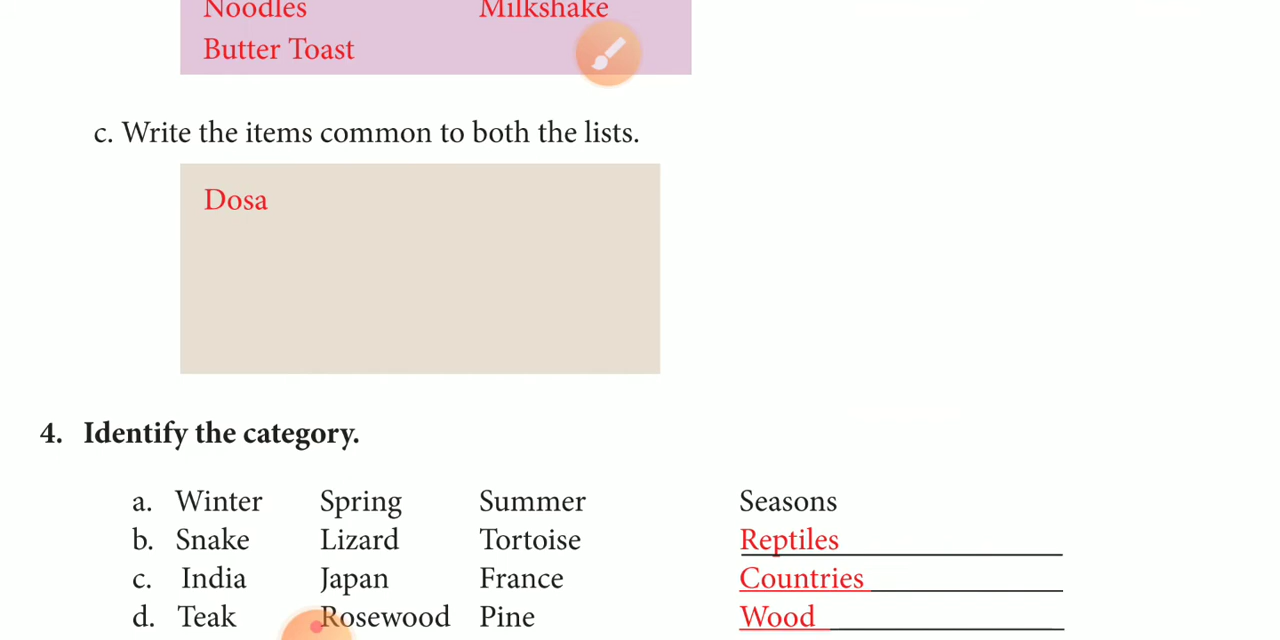 Noodles Milkshake
Butter Toast
c. Write the items common to both the lists.
Dosa
4. Identify the category.
a. Winter Spring Summer Seasons
b. Snake Lizard Tortoise Reptiles
c. India Japan France Countries
d. Teak Rosewood Pine Wood